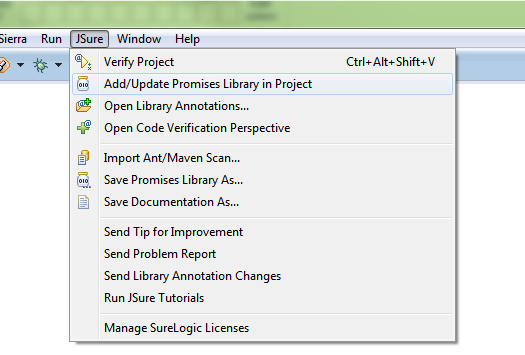 Sierra Run JSure Window Help
Verify Project Ctrl+Alt+Shift+V
Add/Update Promises Library in Project
Open Library Annotations...
Open Code Verification Perspective
Import Ant/Maven Scan...
Save Promises Library As...
Save Documentation As...
Send Tip for Improvement
Send Problem Report
Send Library Annotation Changes
Run JSure Tutorials
Manage SureLogic Licenses